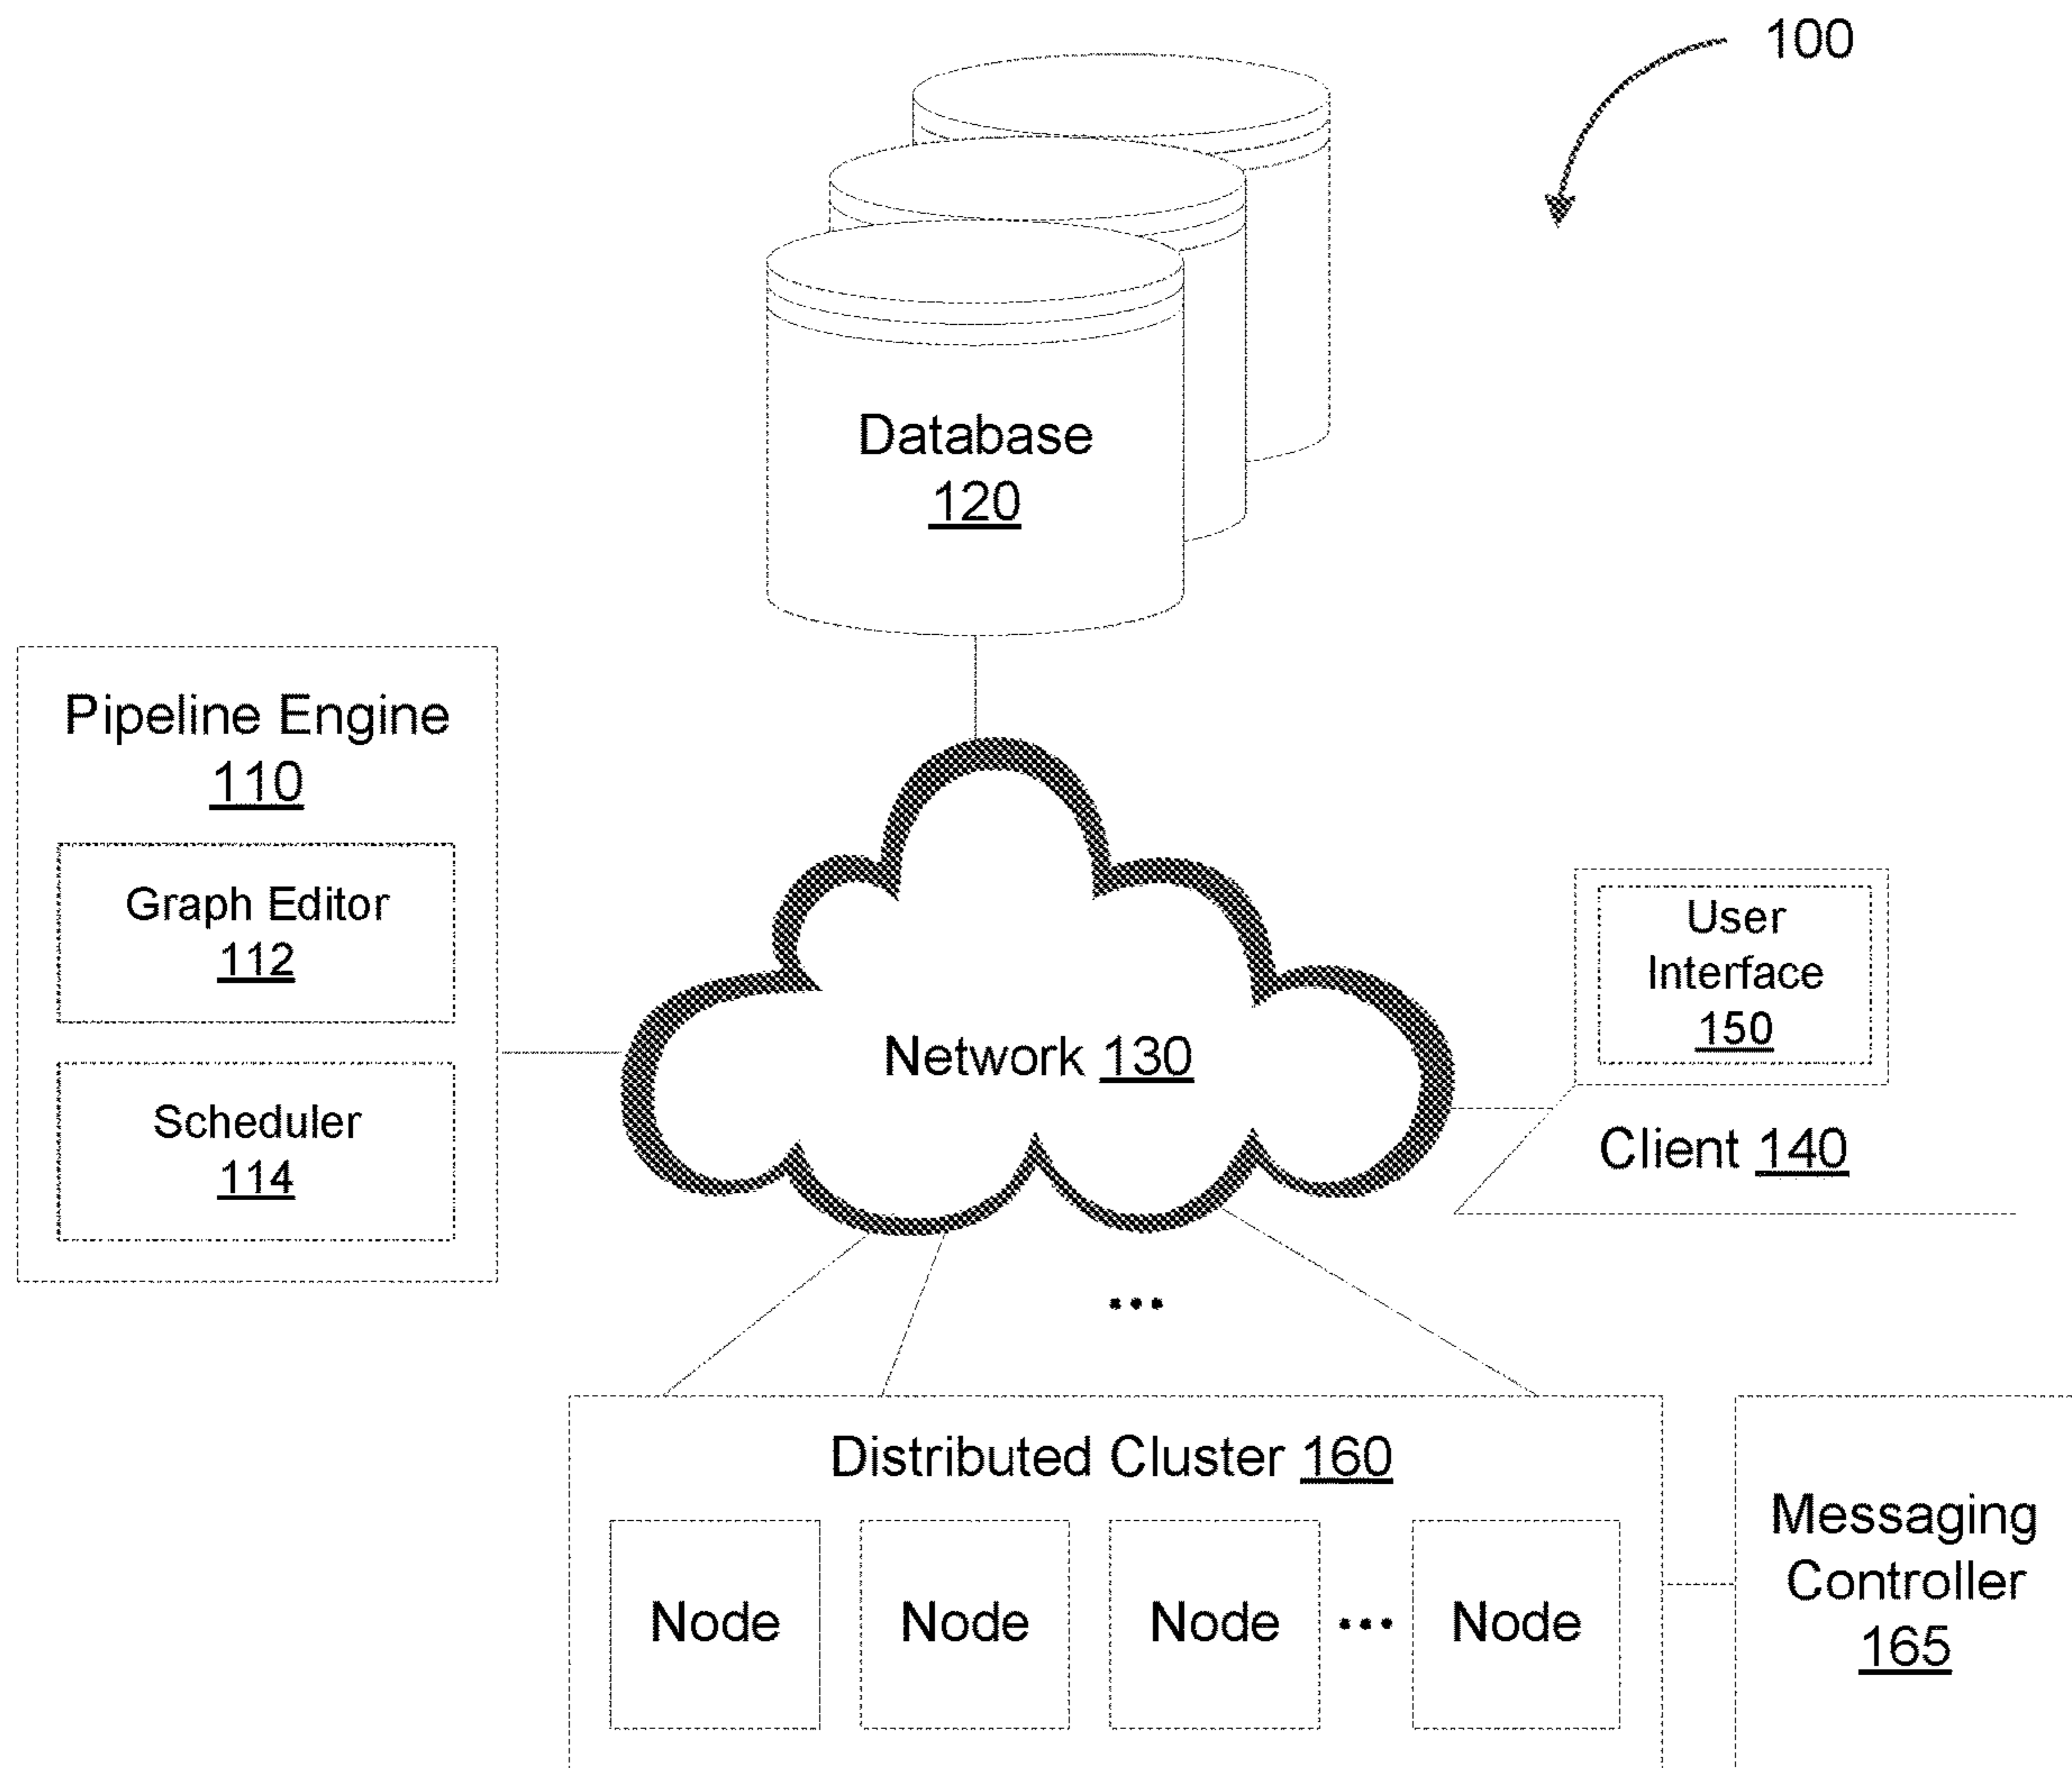 100
Database
120
Pipeline Engine
110
Graph Editor
112
Scheduler
114
Network 130
User
Interface
150
Client 140
...
Distributed Cluster 160
Node Node Node ... Node
Messaging
Controller
165